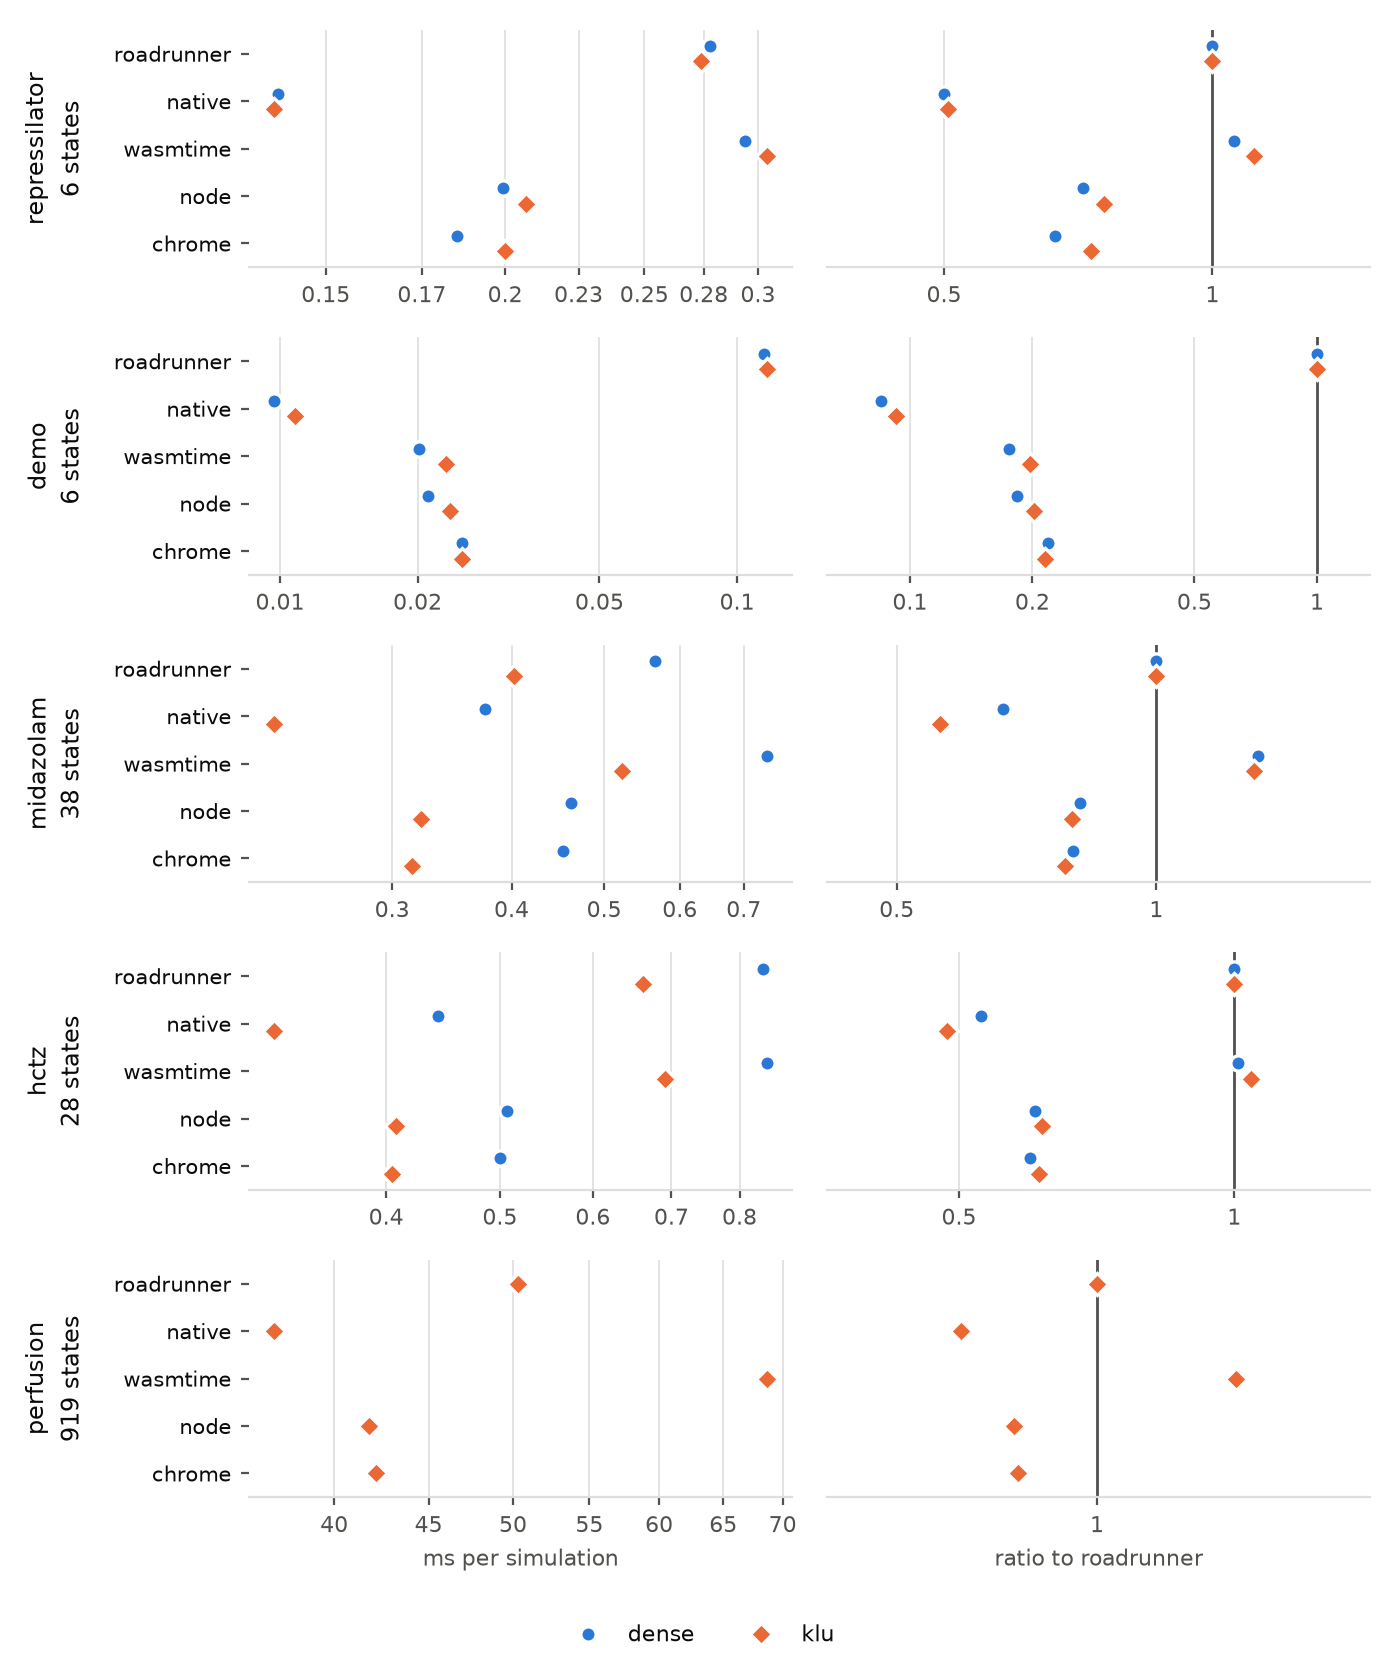 repressilator
6 states
roadrunner
native
wasmtime
node
chrome
0.15 0.17 0.2 0.23 0.25 0.28 0.3
0.5 1
demo
6 states
roadrunner
native
wasmtime
node
chrome
0.01 0.02 0.05 0.1
0.1 0.2 0.5 1
midazolam
38 states
roadrunner
native
wasmtime
node
chrome
0.3 0.4 0.5 0.6 0.7
0.5 1
hctz
28 states
roadrunner
native
wasmtime
node
chrome
0.4 0.5 0.6 0.7 0.8
0.5 1
perfusion
919 states
roadrunner
native
wasmtime
node
chrome
40 45 50 55 60 65 70
1
ms per simulation
ratio to roadrunner
dense klu